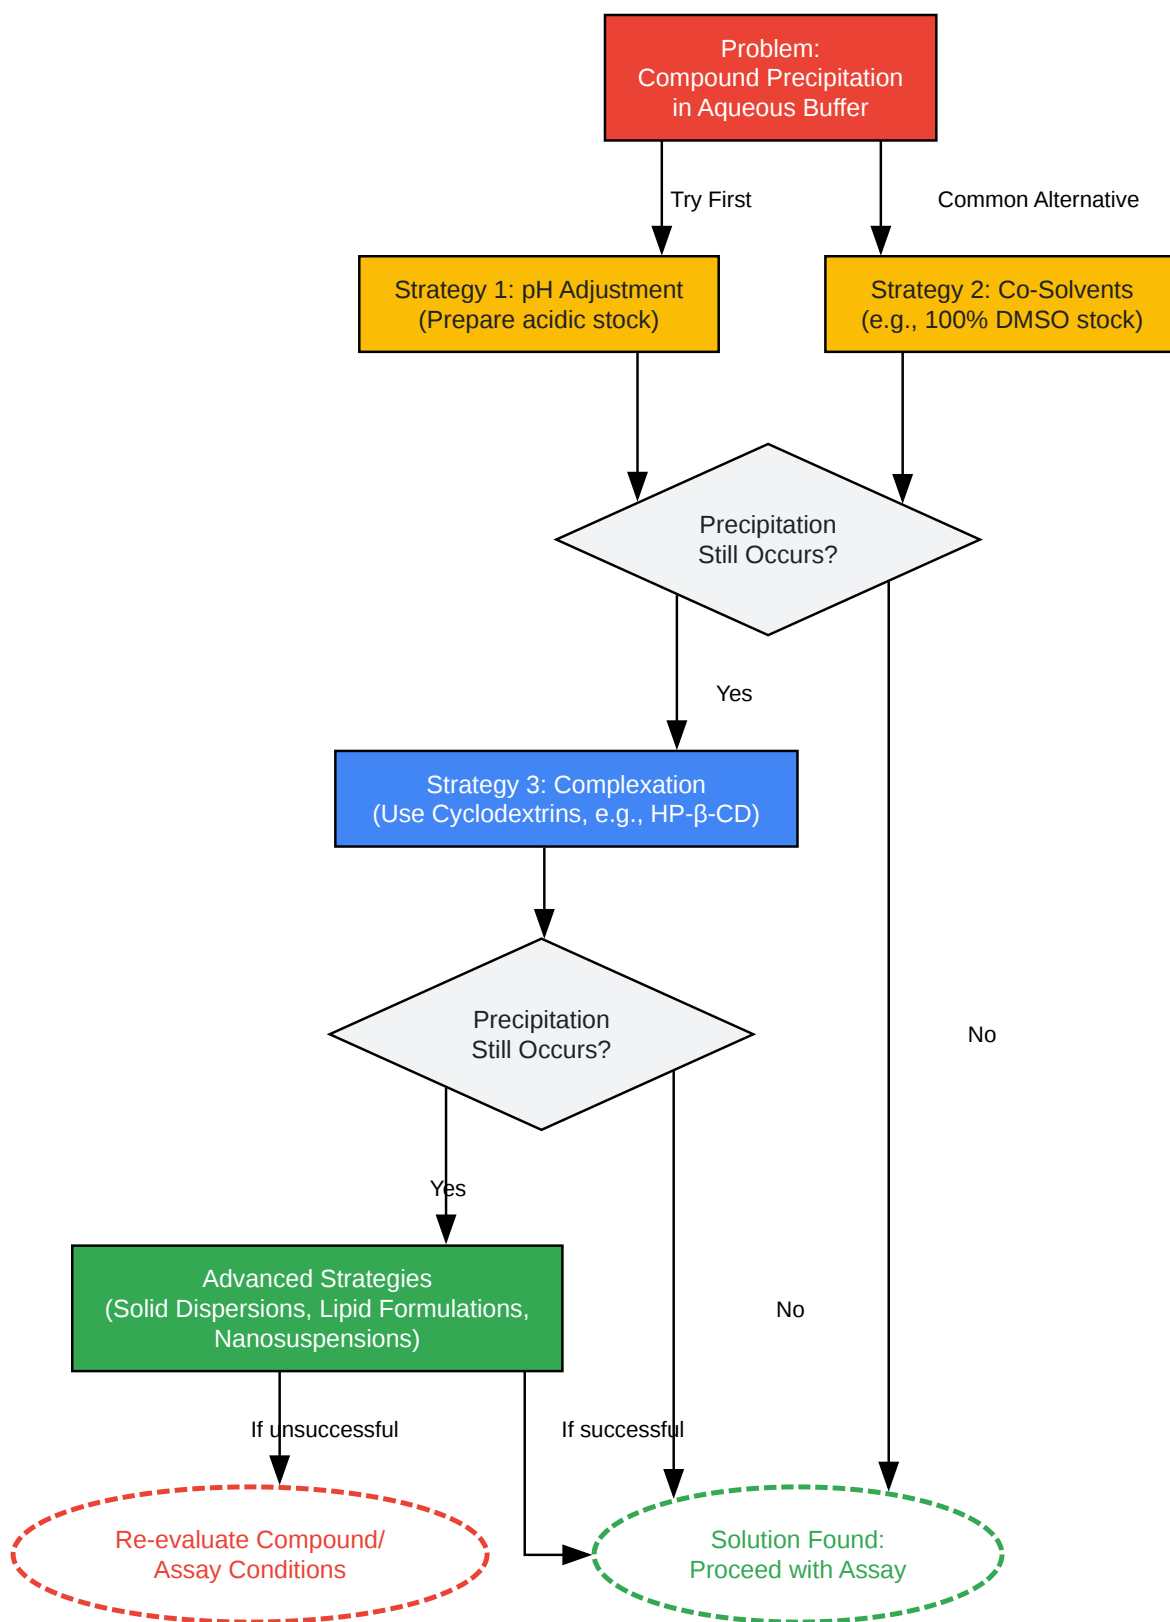 Problem:
Compound Precipitation
in Aqueous Buffer
Try First
Common Alternative
Strategy 1: pH Adjustment
(Prepare acidic stock)
Strategy 2: Co-Solvents
(e.g., 100% DMSO stock)
Precipitation
Still Occurs?
Yes
Strategy 3: Complexation
(Use Cyclodextrins, e.g., HP-β-CD)
Precipitation
Still Occurs?
No
Yes
Advanced Strategies
(Solid Dispersions, Lipid Formulations,
Nanosuspensions)
No
If unsuccessful
If successful
Re-evaluate Compound/
Assay Conditions
Solution Found:
Proceed with Assay